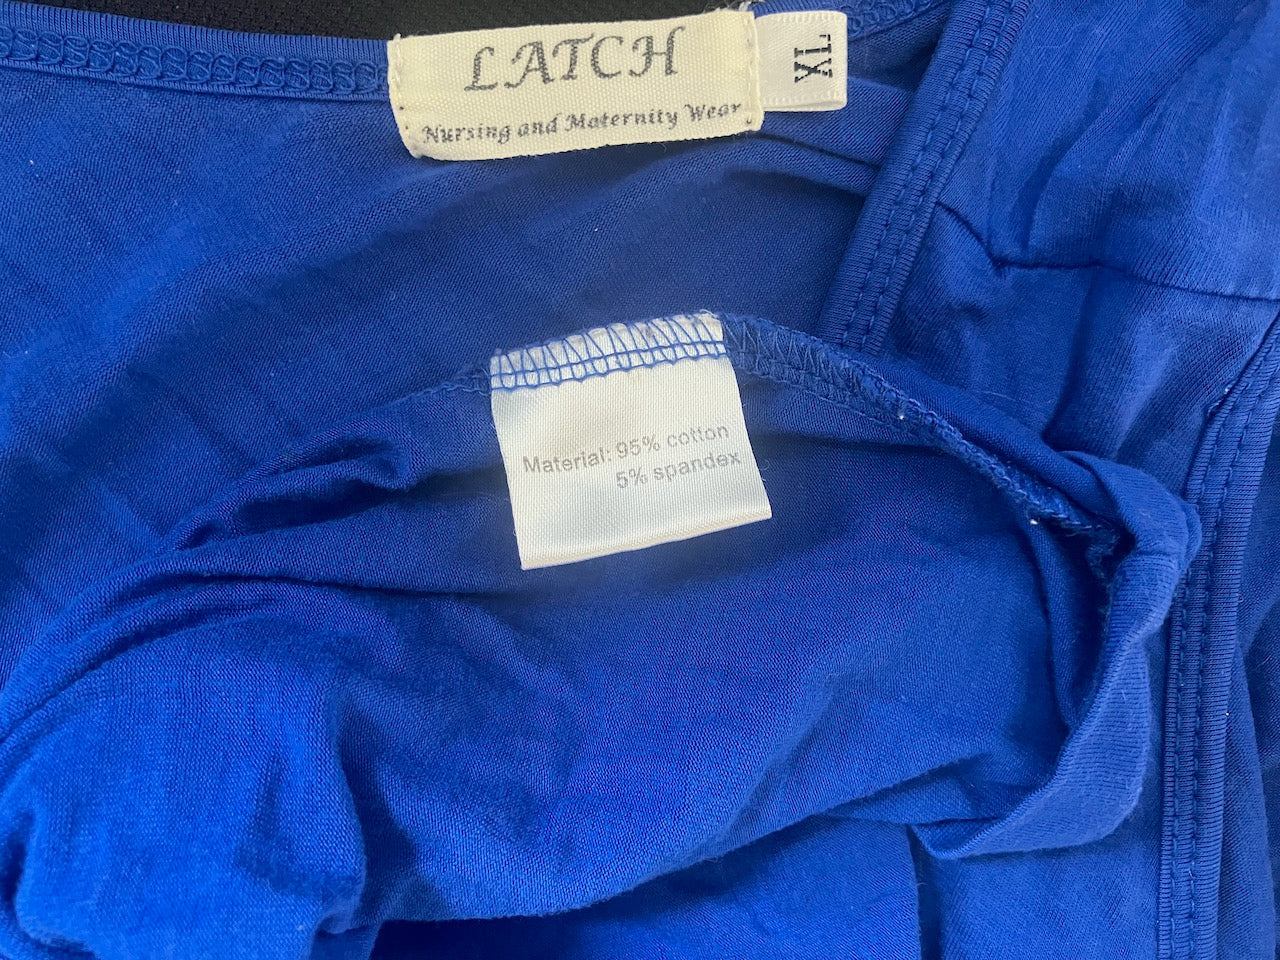 LATCH
Nursing and Maternity Wear
XL
Material: 95% cotton
5% spandex